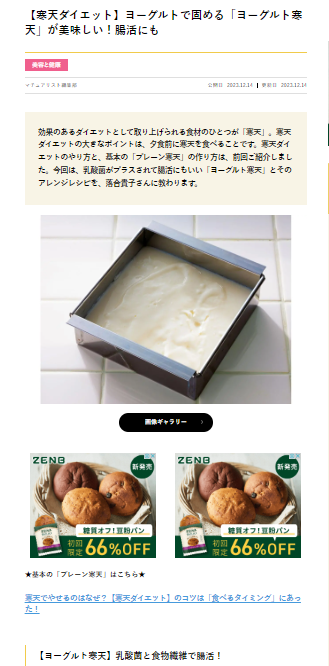 【寒天ダイエット】ヨーグルトで固める「ヨーグルト寒
天」が美味しい！腸活にも
美容と健康
マチュアリスト編集部
公開日 2023.12.14 | 更新日 2023.12.14
効果のあるダイエットとして取り上げられる食材のひとつが「寒天」。寒天
ダイエットの大きなポイントは、夕食前に寒天を食べることです。寒天ダイ
エットのやり方と、基本の「プレーン寒天」の作り方は、前回ご紹介しまし
た。今回は、乳酸菌がプラスされて腸活にもいい「ヨーグルト寒天」とその
アレンジレシピを、落合貴子さんに教わります。
画像ギャラリー
ZENB
新発売
糖質オフ！豆粉パン
初回
限定 66%OFF
ZENB
新発売
糖質オフ！豆粉パン
初回
限定 66%OFF
★基本の「プレーン寒天」はこちら★
寒天でやせるのはなぜ？【寒天ダイエット】のコツは「食べるタイミング」にあっ
た！
【ヨーグルト寒天】乳酸菌と食物繊維で腸活！